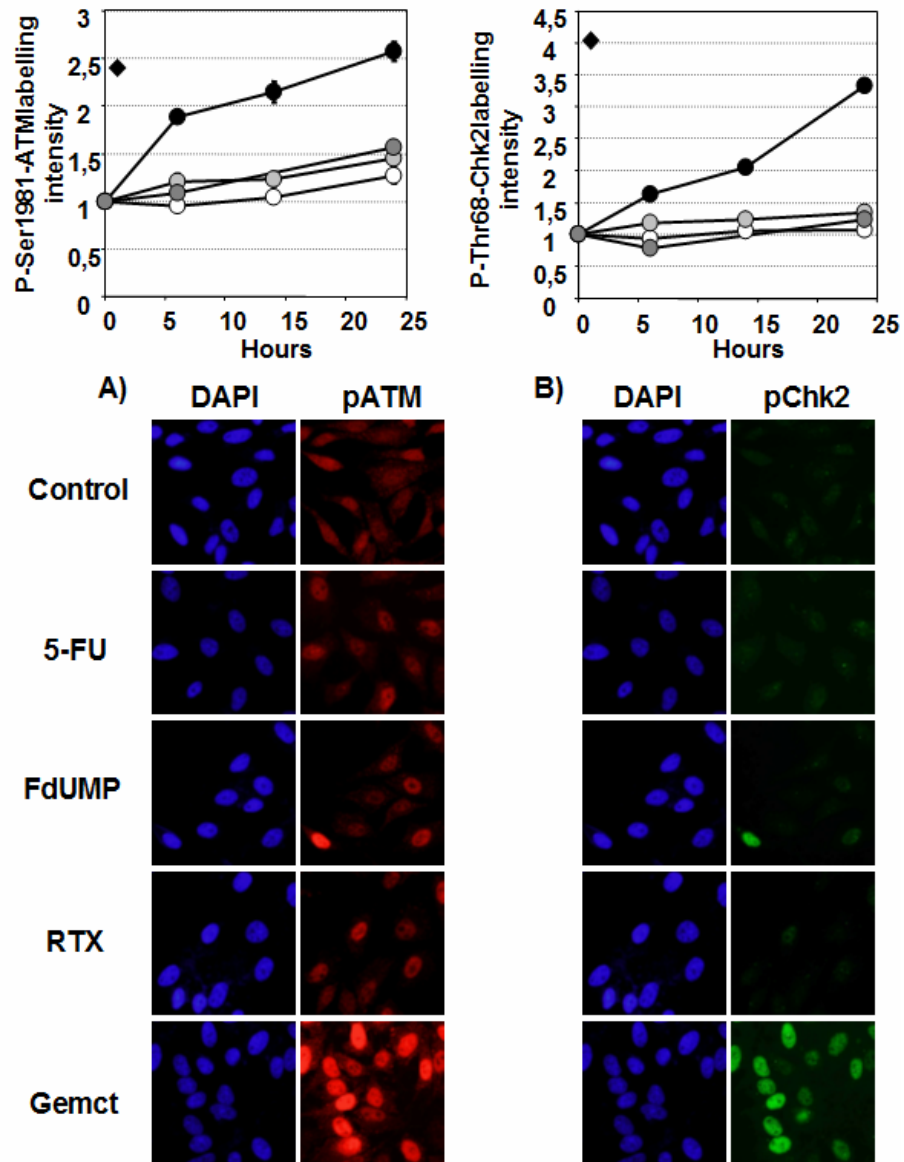 P-Ser1981-ATMlabelling
intensity
3
2,5
2
1,5
1
0,5
0
0 5 10 15 20 25
Hours
P-Thr68-Chk2labelling
intensity
4,5
4
3,5
3
2,5
2
1,5
1
0,5
0
0 5 10 15 20 25
Hours
A)
DAPI pATM
B)
DAPI pChk2
Control
5-FU
FdUMP
RTX
Gemct